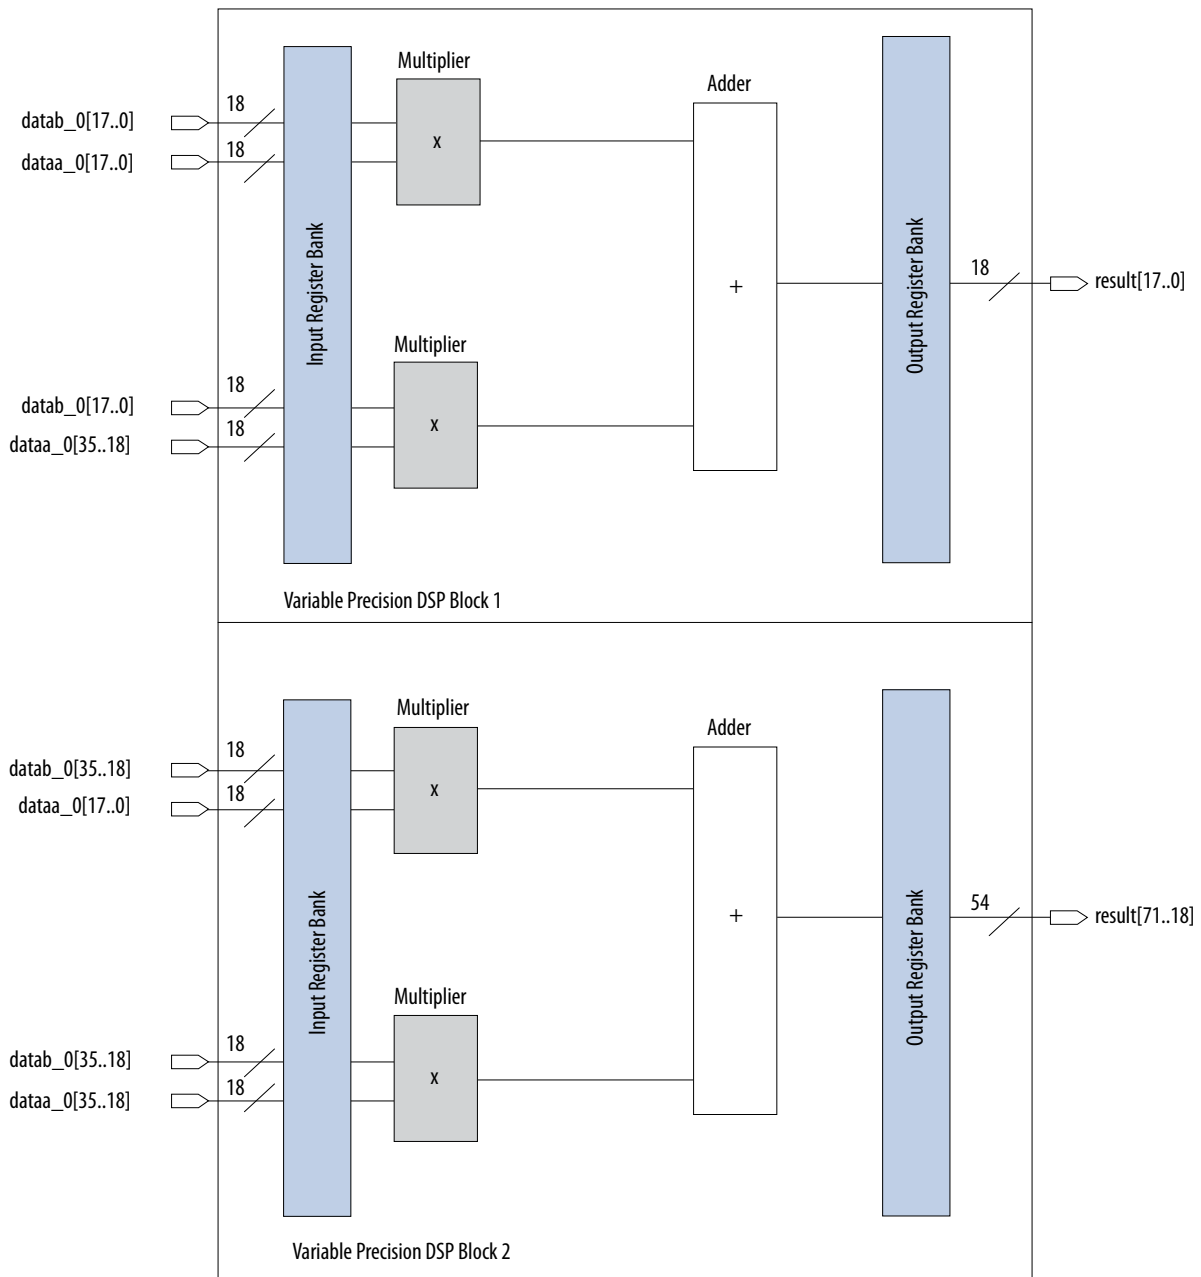 Multiplier
Adder
18
datab_0[17..0]
18
dataa_0[17..0]
x
Input Register Bank
+
Output Register Bank
18
result[17..0]
Multiplier
18
datab_0[17..0]
18
dataa_0[35..18]
x
Variable Precision DSP Block 1
Multiplier
Adder
18
datab_0[35..18]
18
dataa_0[17..0]
x
Input Register Bank
+
Output Register Bank
54
result[71..18]
Multiplier
18
datab_0[35..18]
18
dataa_0[35..18]
x
Variable Precision DSP Block 2